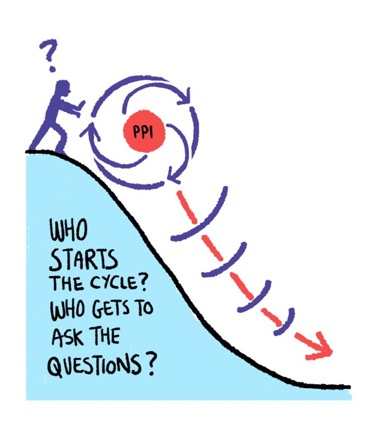 ?
PPI
WHO
STARTS
THE CYCLE?
WHO GETS TO
ASK THE
QUESTIONS?